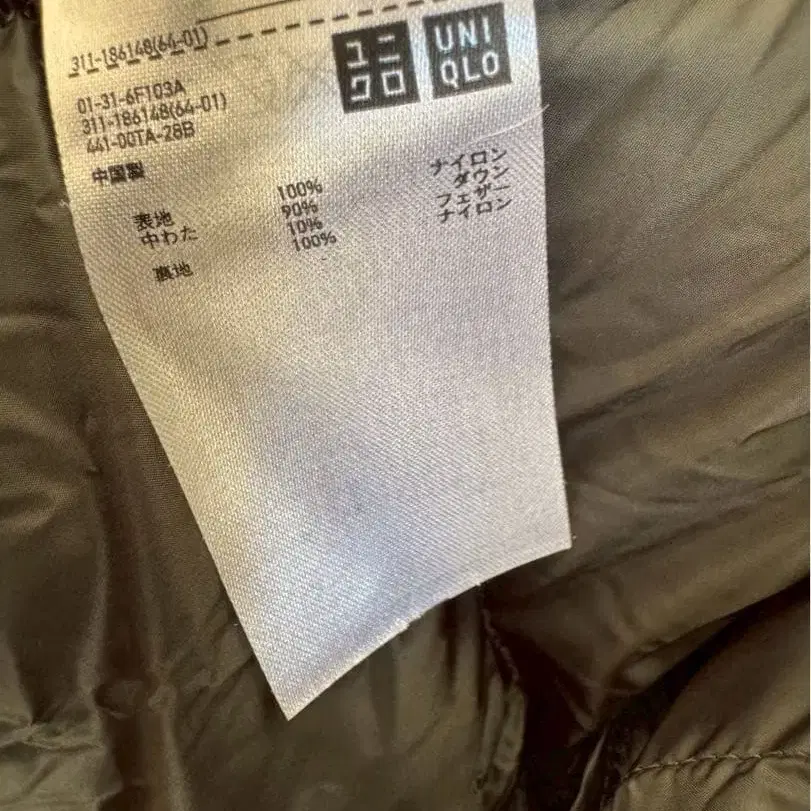 311-186148(64-01)
ユニ
クロ
UNI
QLO
01-31-6F103A
311-186148(64-01)
441-00TA-28B
中国製
表地 100% ナイロン
中わた 90% ダウン
10% フェザー
裏地 100% ナイロン